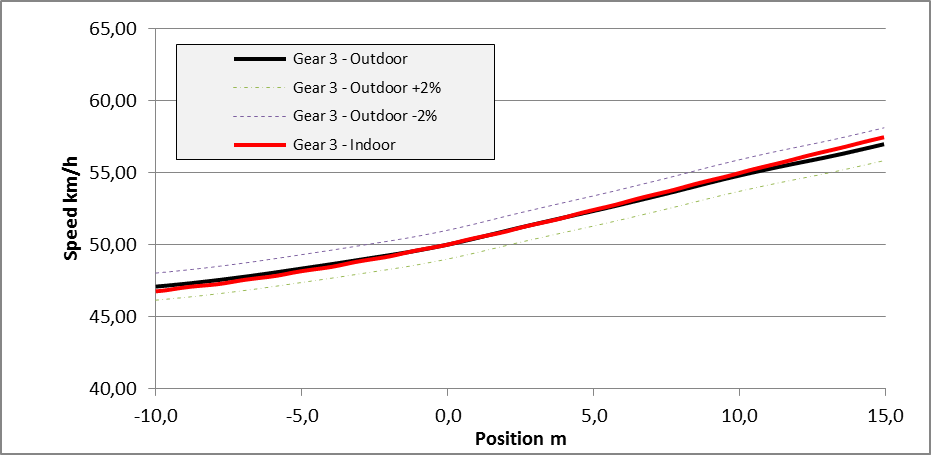 65,00
60,00
55,00
50,00
45,00
40,00
Speed km/h
Gear 3 - Outdoor
Gear 3 - Outdoor +2%
Gear 3 - Outdoor -2%
Gear 3 - Indoor
-10,0 -5,0 0,0 5,0 10,0 15,0
Position m